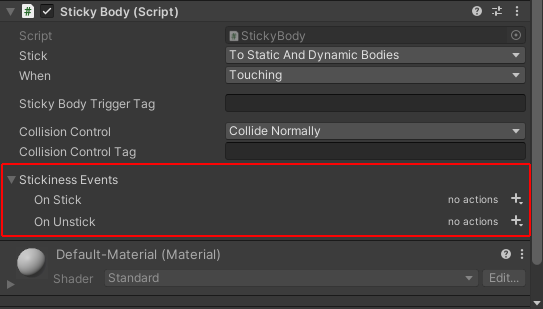 Sticky Body (Script)
Script StickyBody
Stick To Static And Dynamic Bodies
When Touching
Sticky Body Trigger Tag
Collision Control Collide Normally
Collision Control Tag
Stickiness Events
On Stick no actions
On Unstick no actions
Default-Material (Material)
Shader Standard Edit...